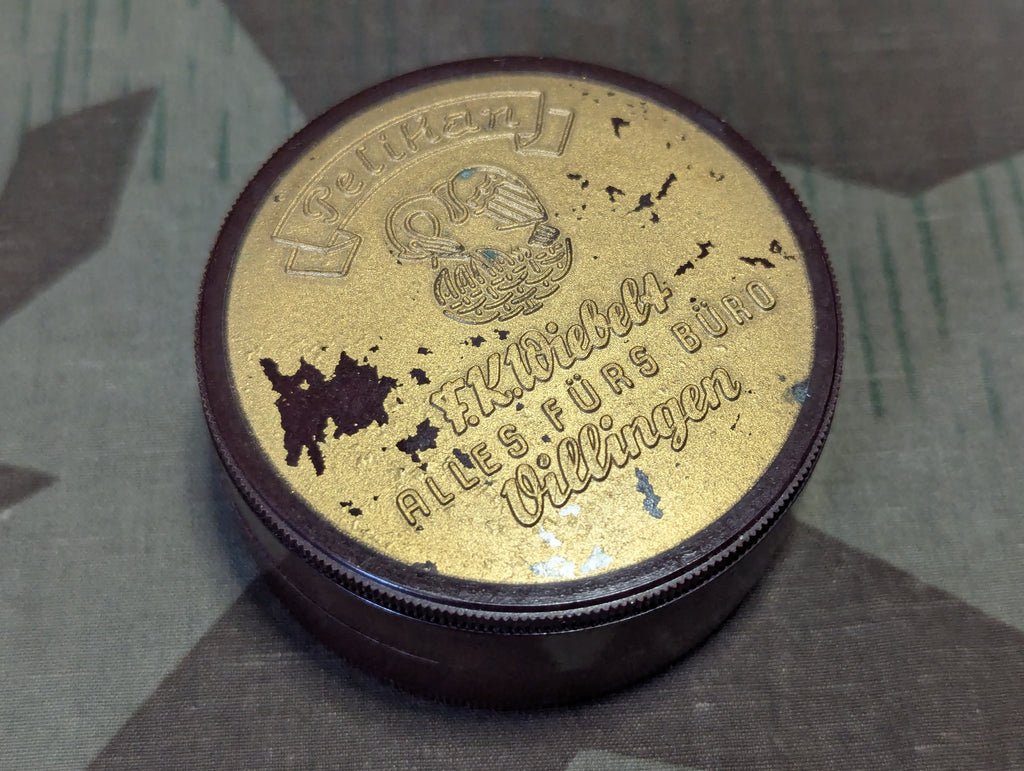 Pelikan
F.K.Wiebelt
ALLES FÜRS BÜRO
Villingen